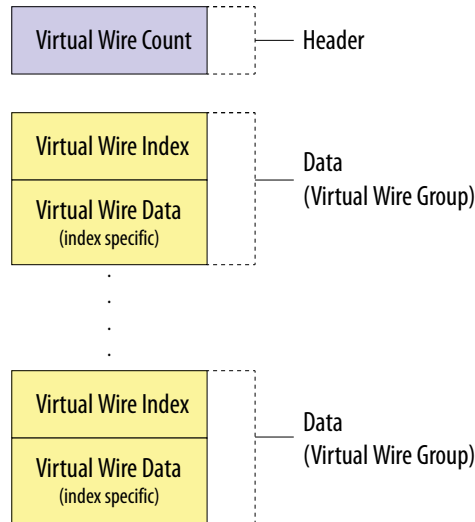 Virtual Wire Count
Header
Virtual Wire Index
Virtual Wire Data
(index specific)
Data
(Virtual Wire Group)
Virtual Wire Index
Virtual Wire Data
(index specific)
Data
(Virtual Wire Group)